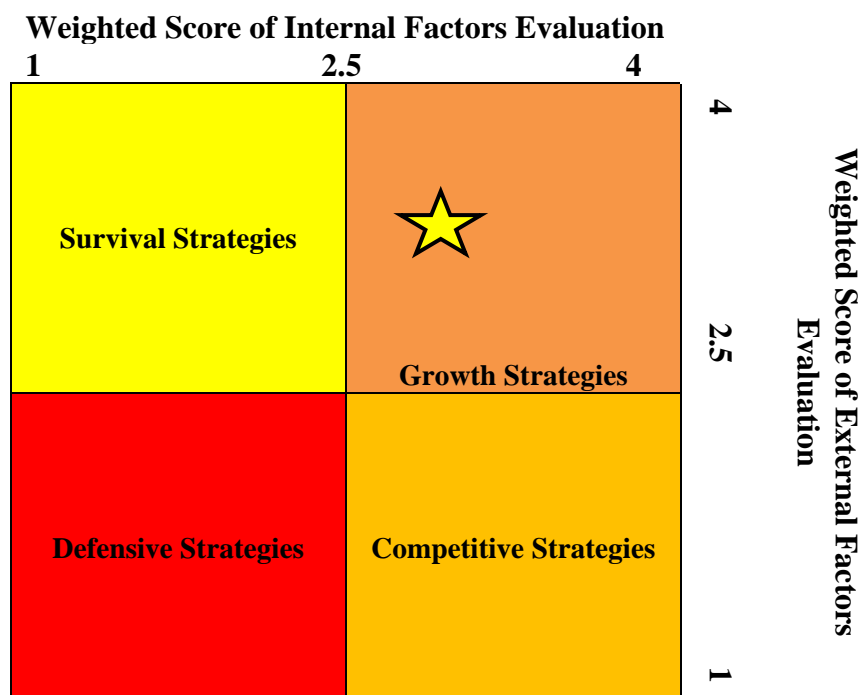 Weighted Score of Internal Factors Evaluation
1 2.5 4
4
Survival Strategies
2.5
Growth Strategies
Defensive Strategies Competitive Strategies
1
Weighted Score of External Factors
Evaluation